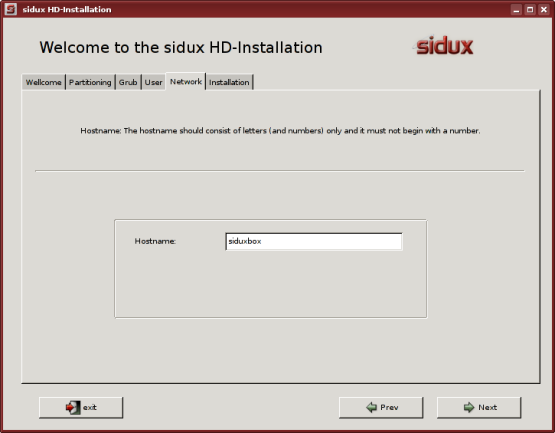 sidux HD-Installation
Welcome to the sidux HD-Installation
sidux
Wellcome Partitioning Grub User Network Installation
Hostname: The hostname should consist of letters (and numbers) only and it must not begin with a number.
Hostname: siduxbox
exit Prev Next